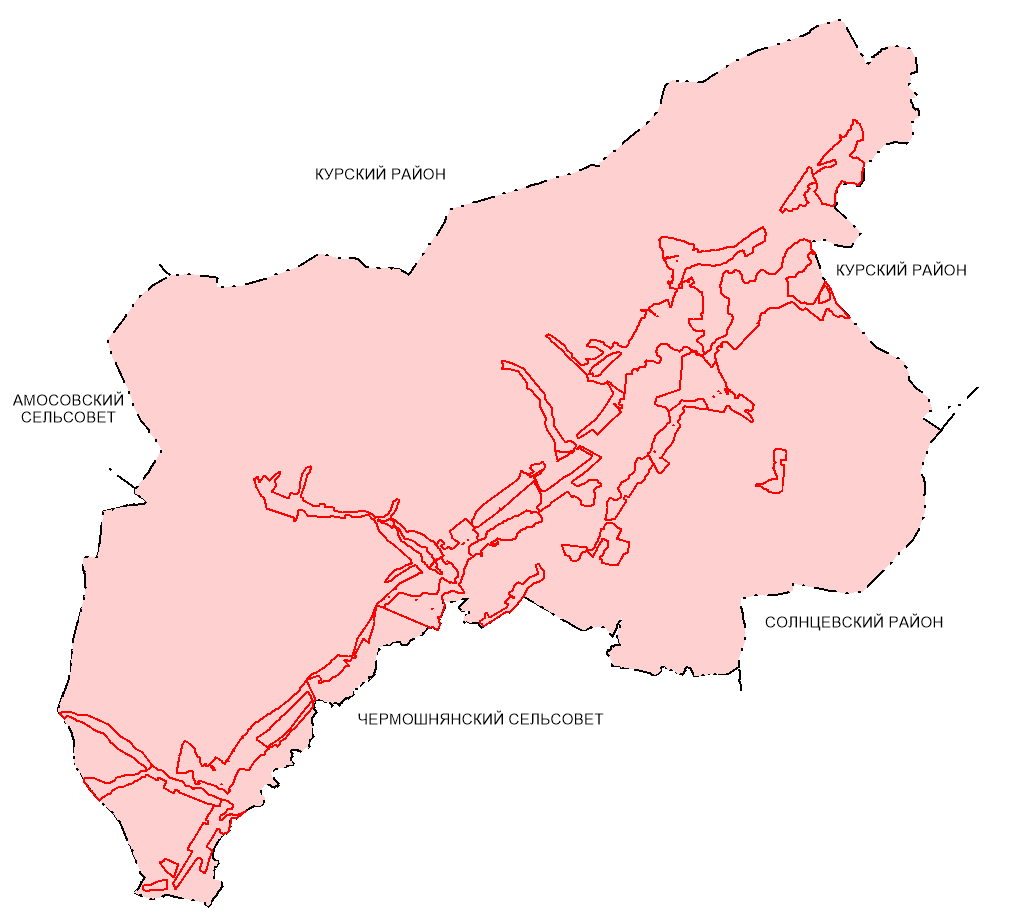 КУРСКИЙ РАЙОН
КУРСКИЙ РАЙОН
АМОСОВСКИЙ
СЕЛЬСОВЕТ
СОЛНЦЕВСКИЙ РАЙОН
ЧЕРМОШНЯНСКИЙ СЕЛЬСОВЕТ